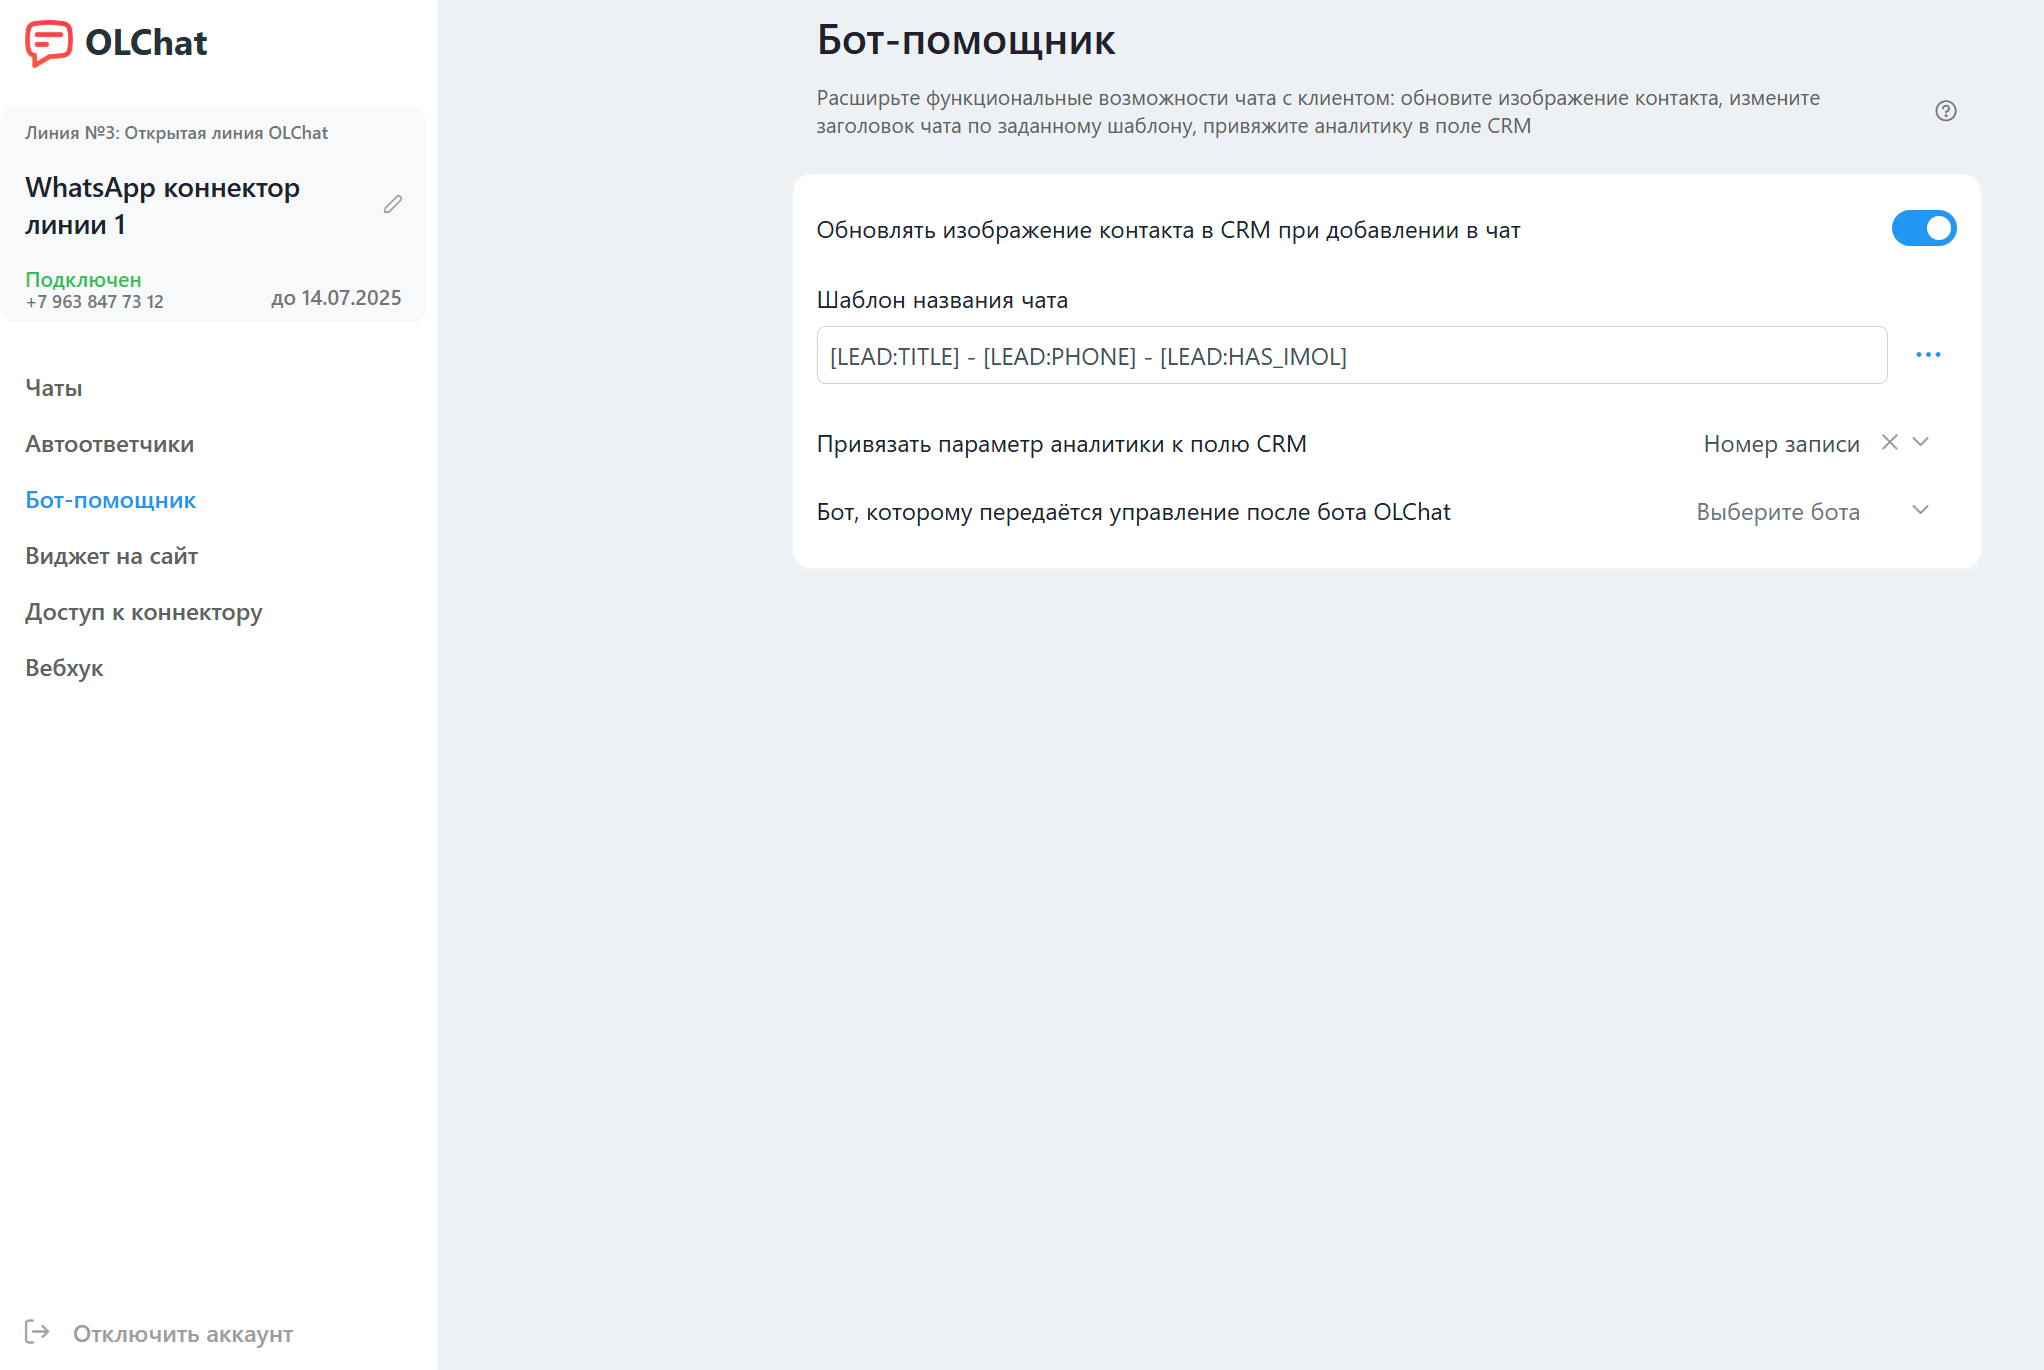 OLChat
Линия №3: Открытая линия OLChat
WhatsApp коннектор
линии 1
Подключен
+7 963 847 73 12
до 14.07.2025
Чаты
Автоответчики
Бот-помощник
Виджет на сайт
Доступ к коннектору
Вебхук
Отключить аккаунт
Бот-помощник
Расширьте функциональные возможности чата с клиентом: обновите изображение контакта, измените
заголовок чата по заданному шаблону, привяжите аналитику в поле CRM
Обновлять изображение контакта в CRM при добавлении в чат
Шаблон названия чата
[LEAD:TITLE] - [LEAD:PHONE] - [LEAD:HAS_IMOL]
Привязать параметр аналитики к полю CRM
Номер записи
Бот, которому передаётся управление после бота OLChat
Выберите бота